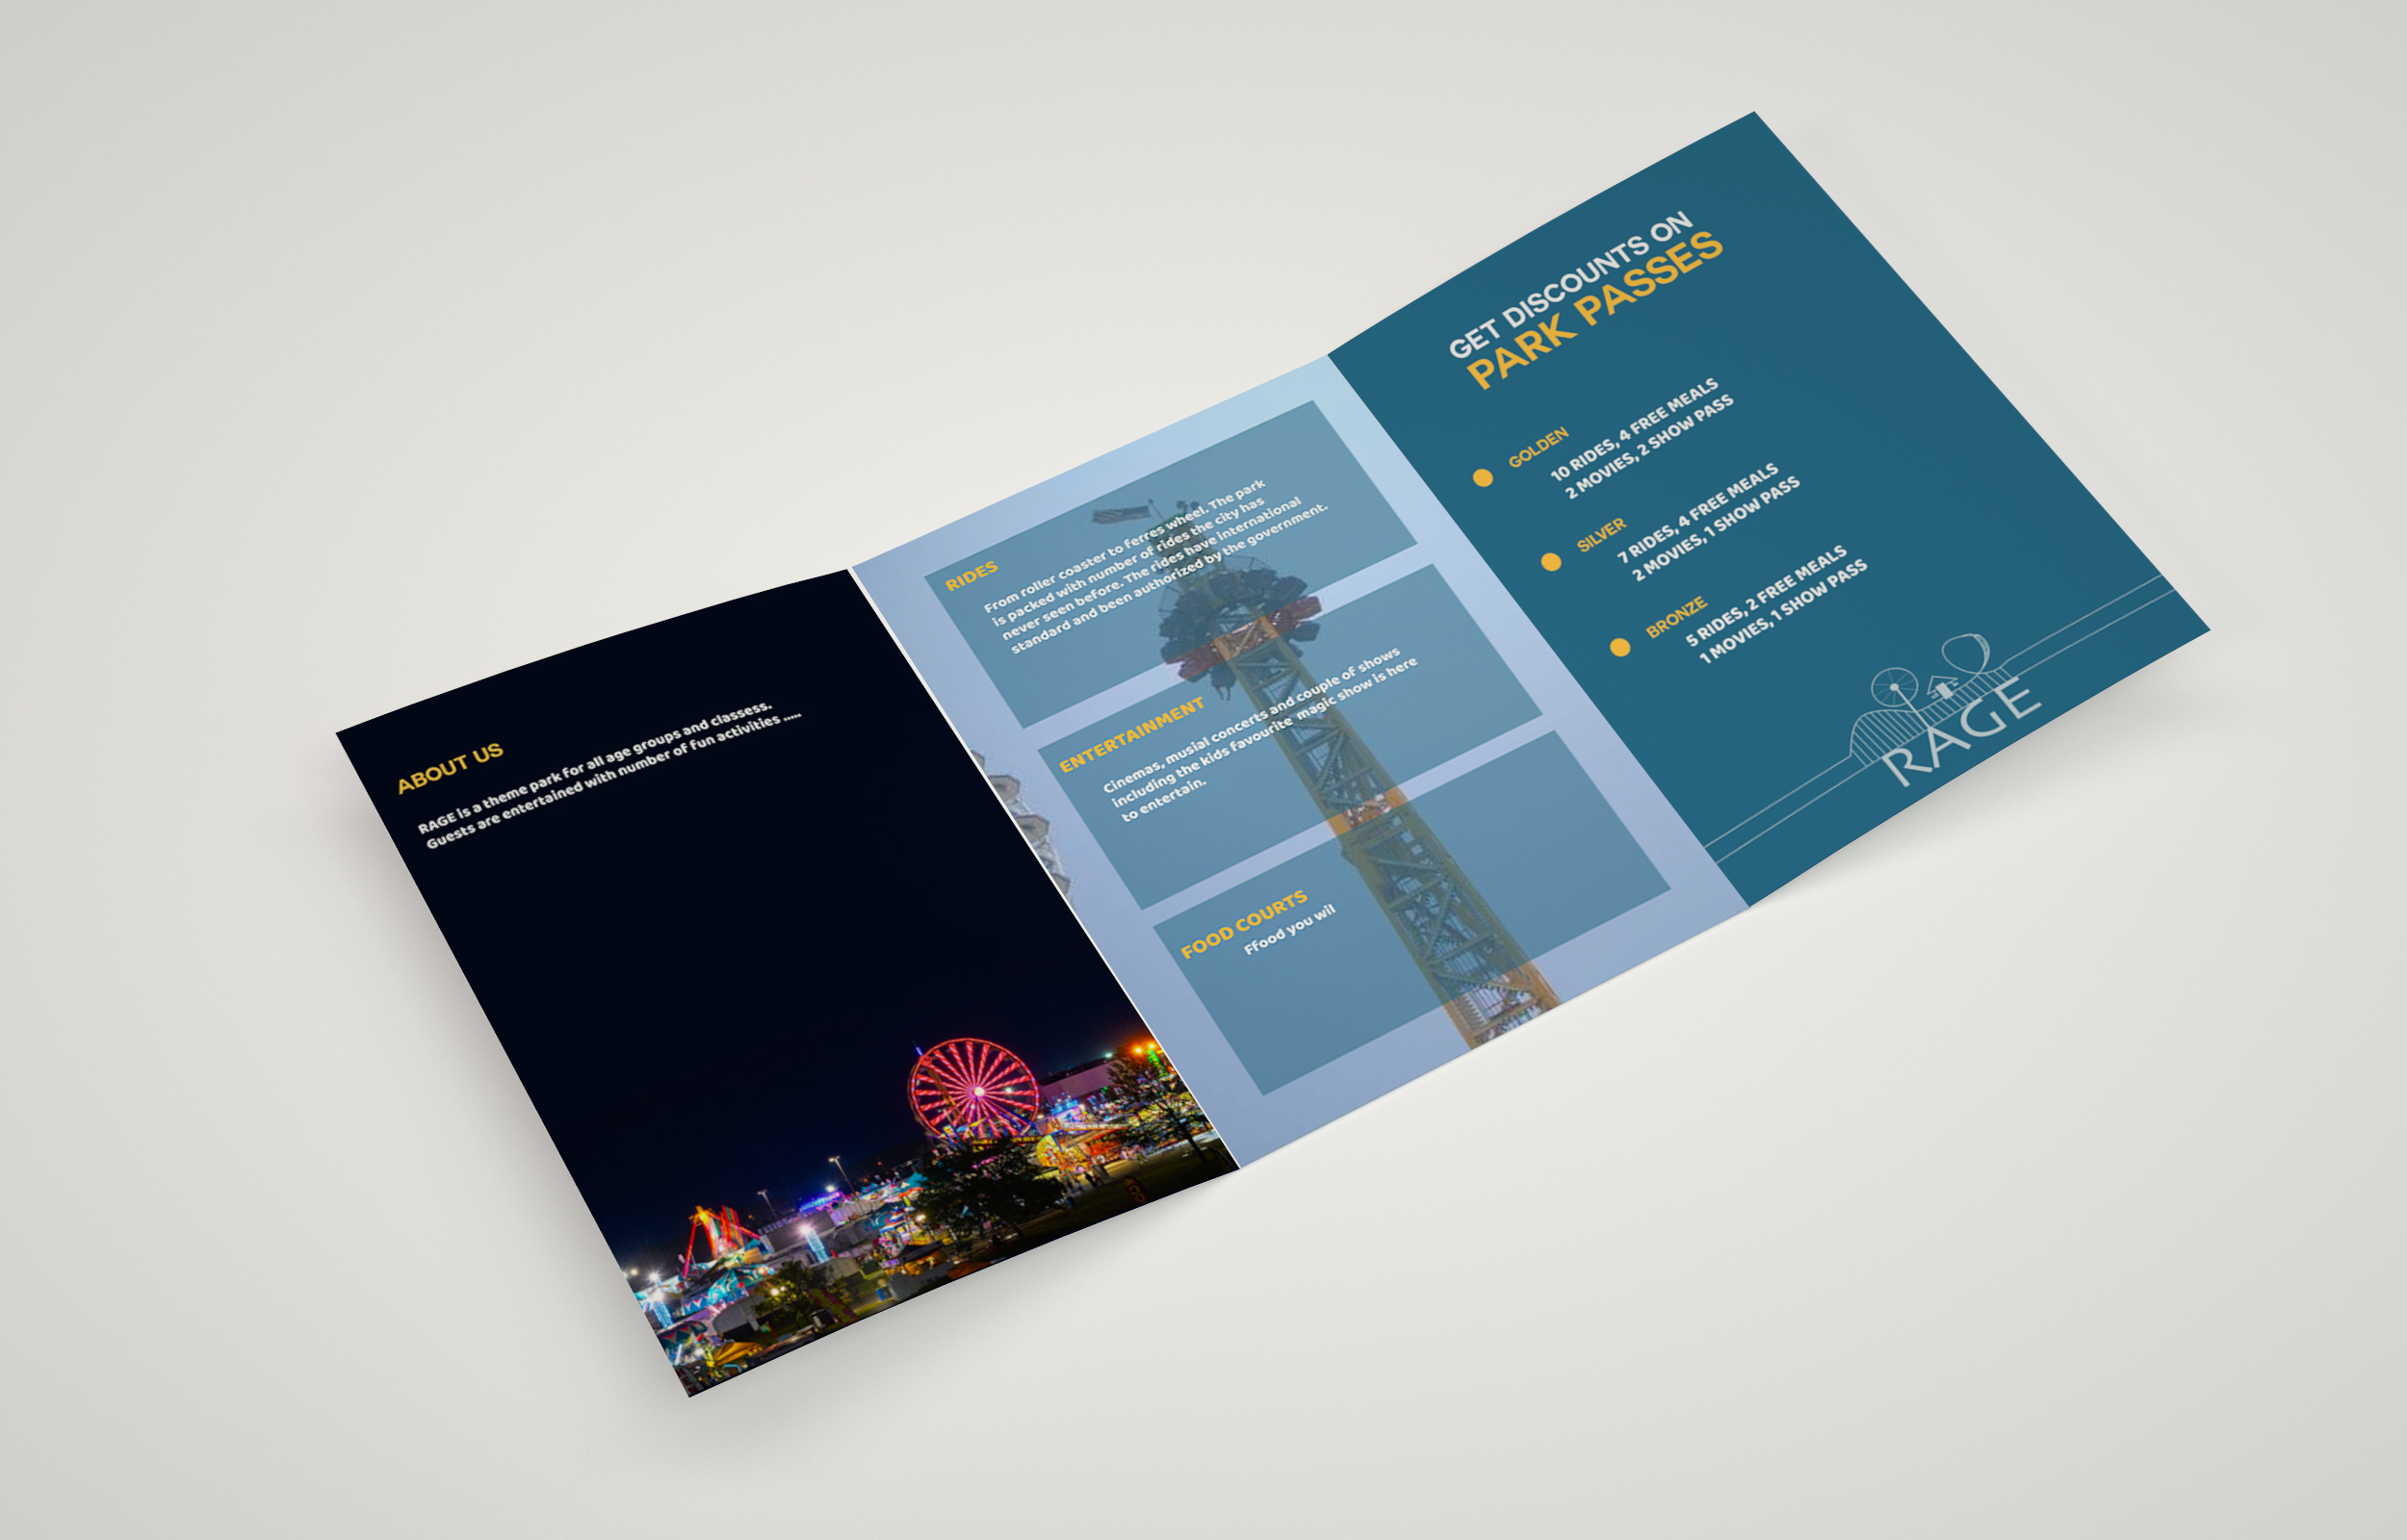 ABOUT US
RAGE is a theme park for all age groups and classess.
Guests are entertained with number of fun activities .....
RIDES
From roller coaster to ferres wheel. The park
is packed with number of rides the city has
never seen before. The rides have international
standard and been authorized by the government.
ENTERTAINMENT
Cinemas, musial concerts and couple of shows
including the kids favourite magic show is here
to entertain.
FOOD COURTS
Ffood you wil
GET DISCOUNTS ON
PARK PASSES
GOLDEN
10 RIDES, 4 FREE MEALS
2 MOVIES, 2 SHOW PASS
SILVER
7 RIDES, 4 FREE MEALS
2 MOVIES, 1 SHOW PASS
BRONZE
5 RIDES, 2 FREE MEALS
1 MOVIES, 1 SHOW PASS
RAGE